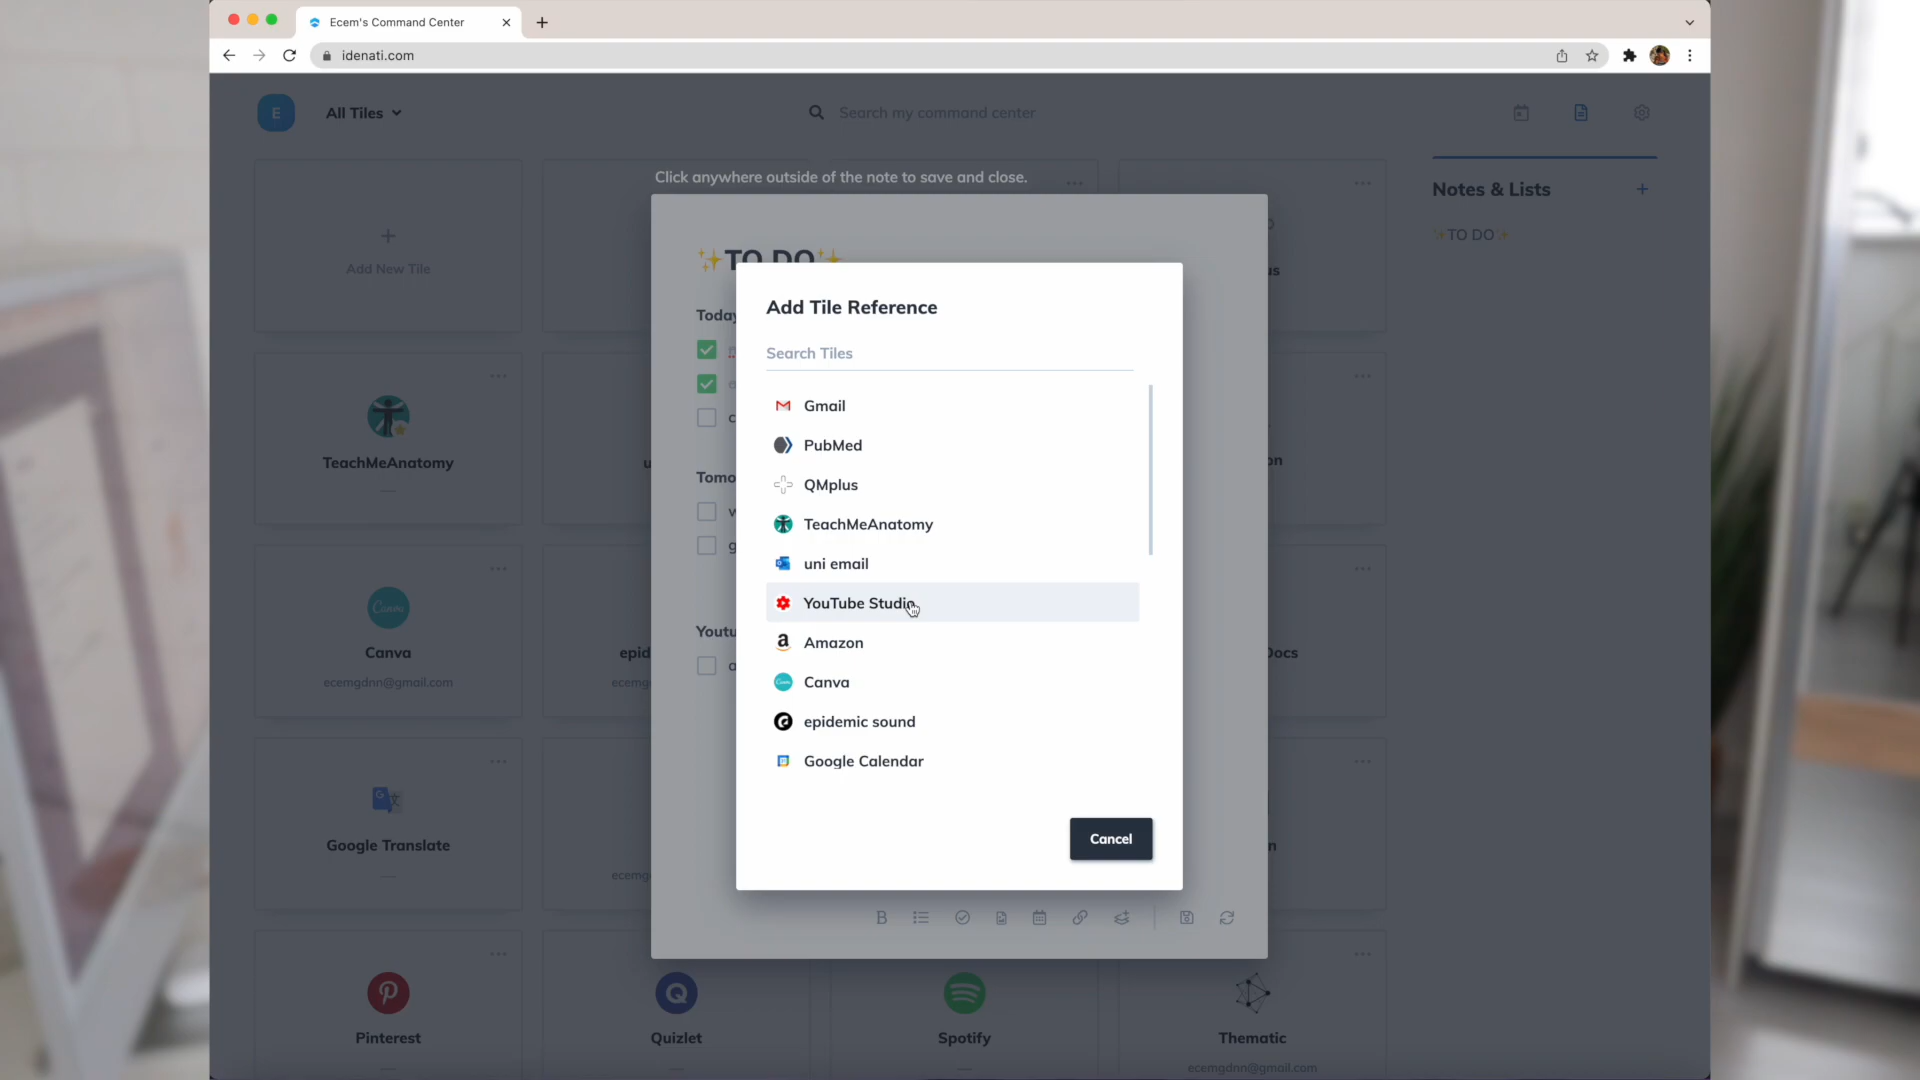 Ecem's Command Center
idenati.com
E
All Tiles
Search my command center
Click anywhere outside of the note to save and close.
Notes & Lists
✨TO DO✨
✨TO DO✨
Add New Tile
Add Tile Reference
Search Tiles
Gmail
PubMed
QMplus
TeachMeAnatomy
uni email
YouTube Studio
Amazon
Canva
epidemic sound
Google Calendar
Cancel
TeachMeAnatomy
Canva
ecemgdnn@gmail.com
Google Translate
Pinterest
Quizlet
Spotify
Thematic
ecemgdnn@gmail.com